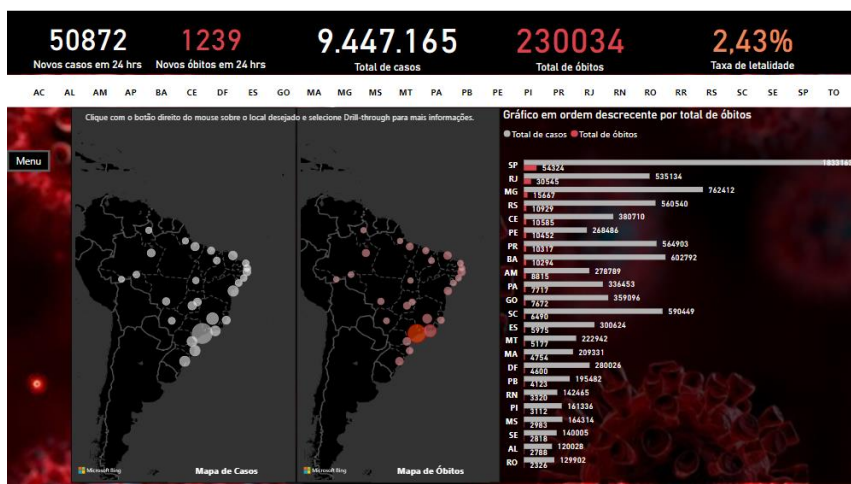 50872
Novos casos em 24 hrs
1239
Novos óbitos em 24 hrs
9.447.165
Total de casos
230034
Total de óbitos
2,43%
Taxa de letalidade
AC AL AM AP BA CE DF ES GO MA MG MS MT PA PB PE PI PR RJ RN RO RR RS SC SE SP TO
Menu
Clique com o botão direito do mouse sobre o local desejado e selecione Drill-through para mais informações.
Microsoft Bing
Mapa de Casos
Microsoft Bing
Mapa de Óbitos
Gráfico em ordem descrecente por total de óbitos
Total de casos Total de óbitos
SP 1833163
54324
RJ 535134
30545
MG 762412
15667
RS 560540
10929
CE 380710
10585
PE 268486
10452
PR 564903
10317
BA 602792
10294
AM 278789
8815
PA 336453
7717
GO 359096
7672
SC 590449
6490
ES 300624
5975
MT 222942
5177
MA 209331
4754
DF 280026
4600
PB 195482
4123
RN 142465
3320
PI 161336
3112
MS 164314
2983
SE 140005
2818
AL 120028
2788
RO 129902
2326